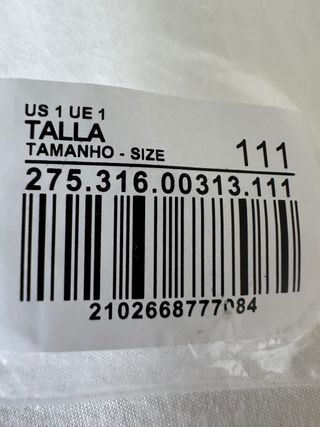 US 1 UE 1
TALLA
TAMANHO - SIZE 111
275.316.00313.111
2102668777084